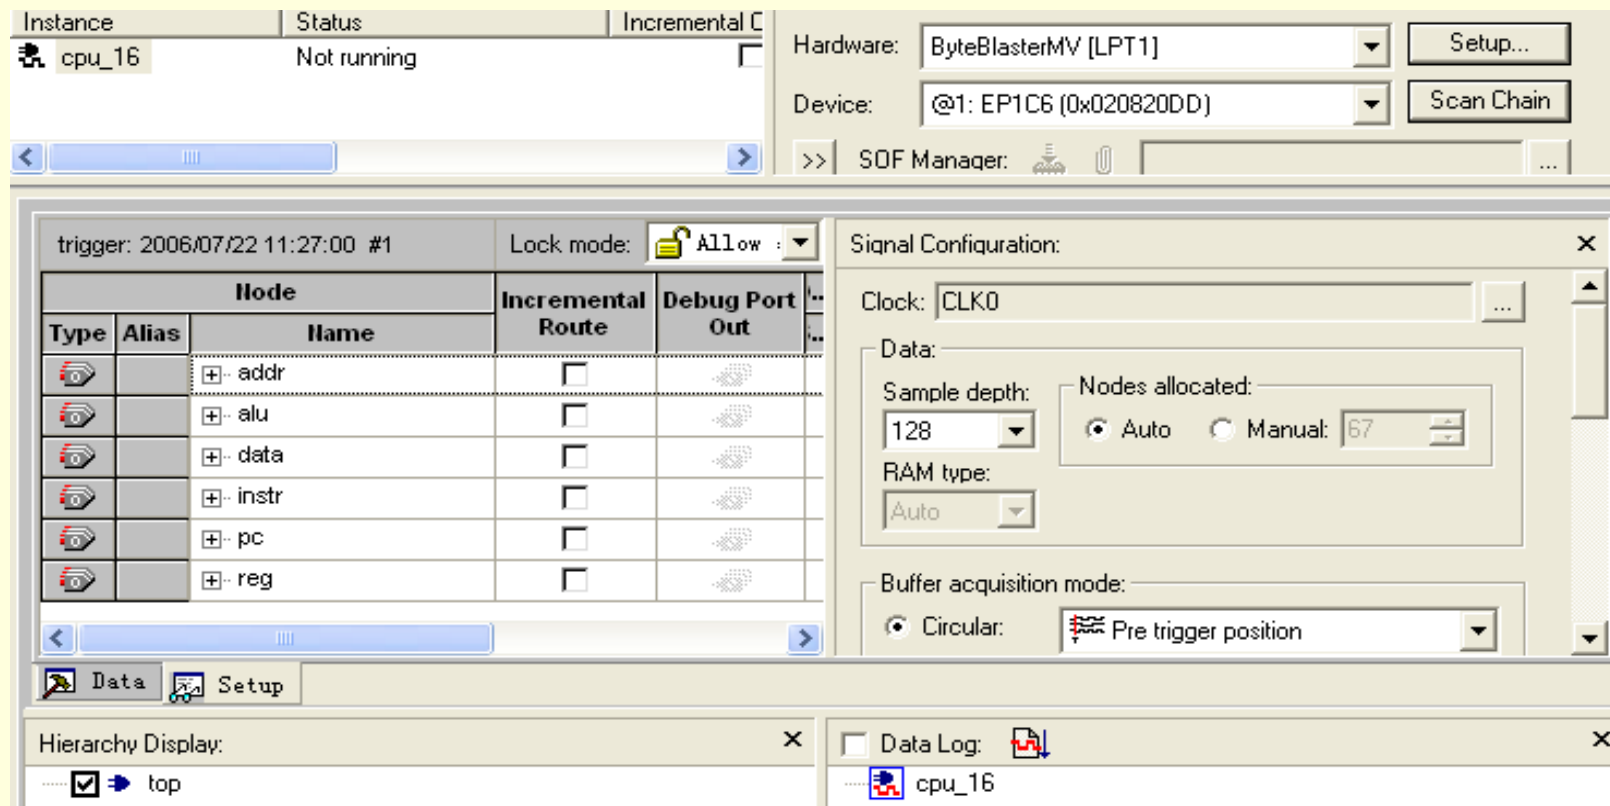 Instance Status Incremental C
cpu_16 Not running
Hardware: ByteBlasterMV [LPT1] Setup...
Device: @1: EP1C6 (0x020820DD) Scan Chain
>> SOF Manager: ...
trigger: 2006/07/22 11:27:00 #1 Lock mode: Allow
Node Incremental Route Debug Port Out
Type Alias Name
addr
alu
data
instr
pc
reg
Signal Configuration:
Clock: CLK0 ...
Data:
Sample depth: Nodes allocated:
128 Auto Manual: 67
RAM type:
Auto
Buffer acquisition mode:
Circular: Pre trigger position
Data Setup
Hierarchy Display:
top
Data Log:
cpu_16